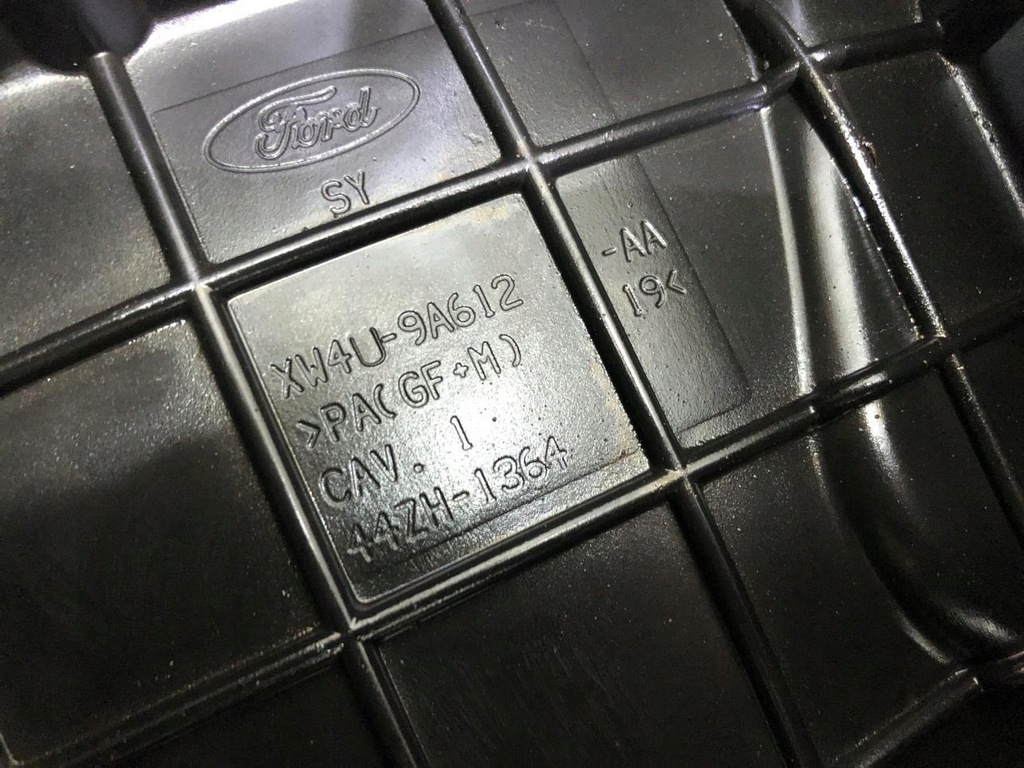 Ford
SY
XW4U-9A612 -AA
>PA(GF+M) 19<
CAV. 1
44ZH-1364